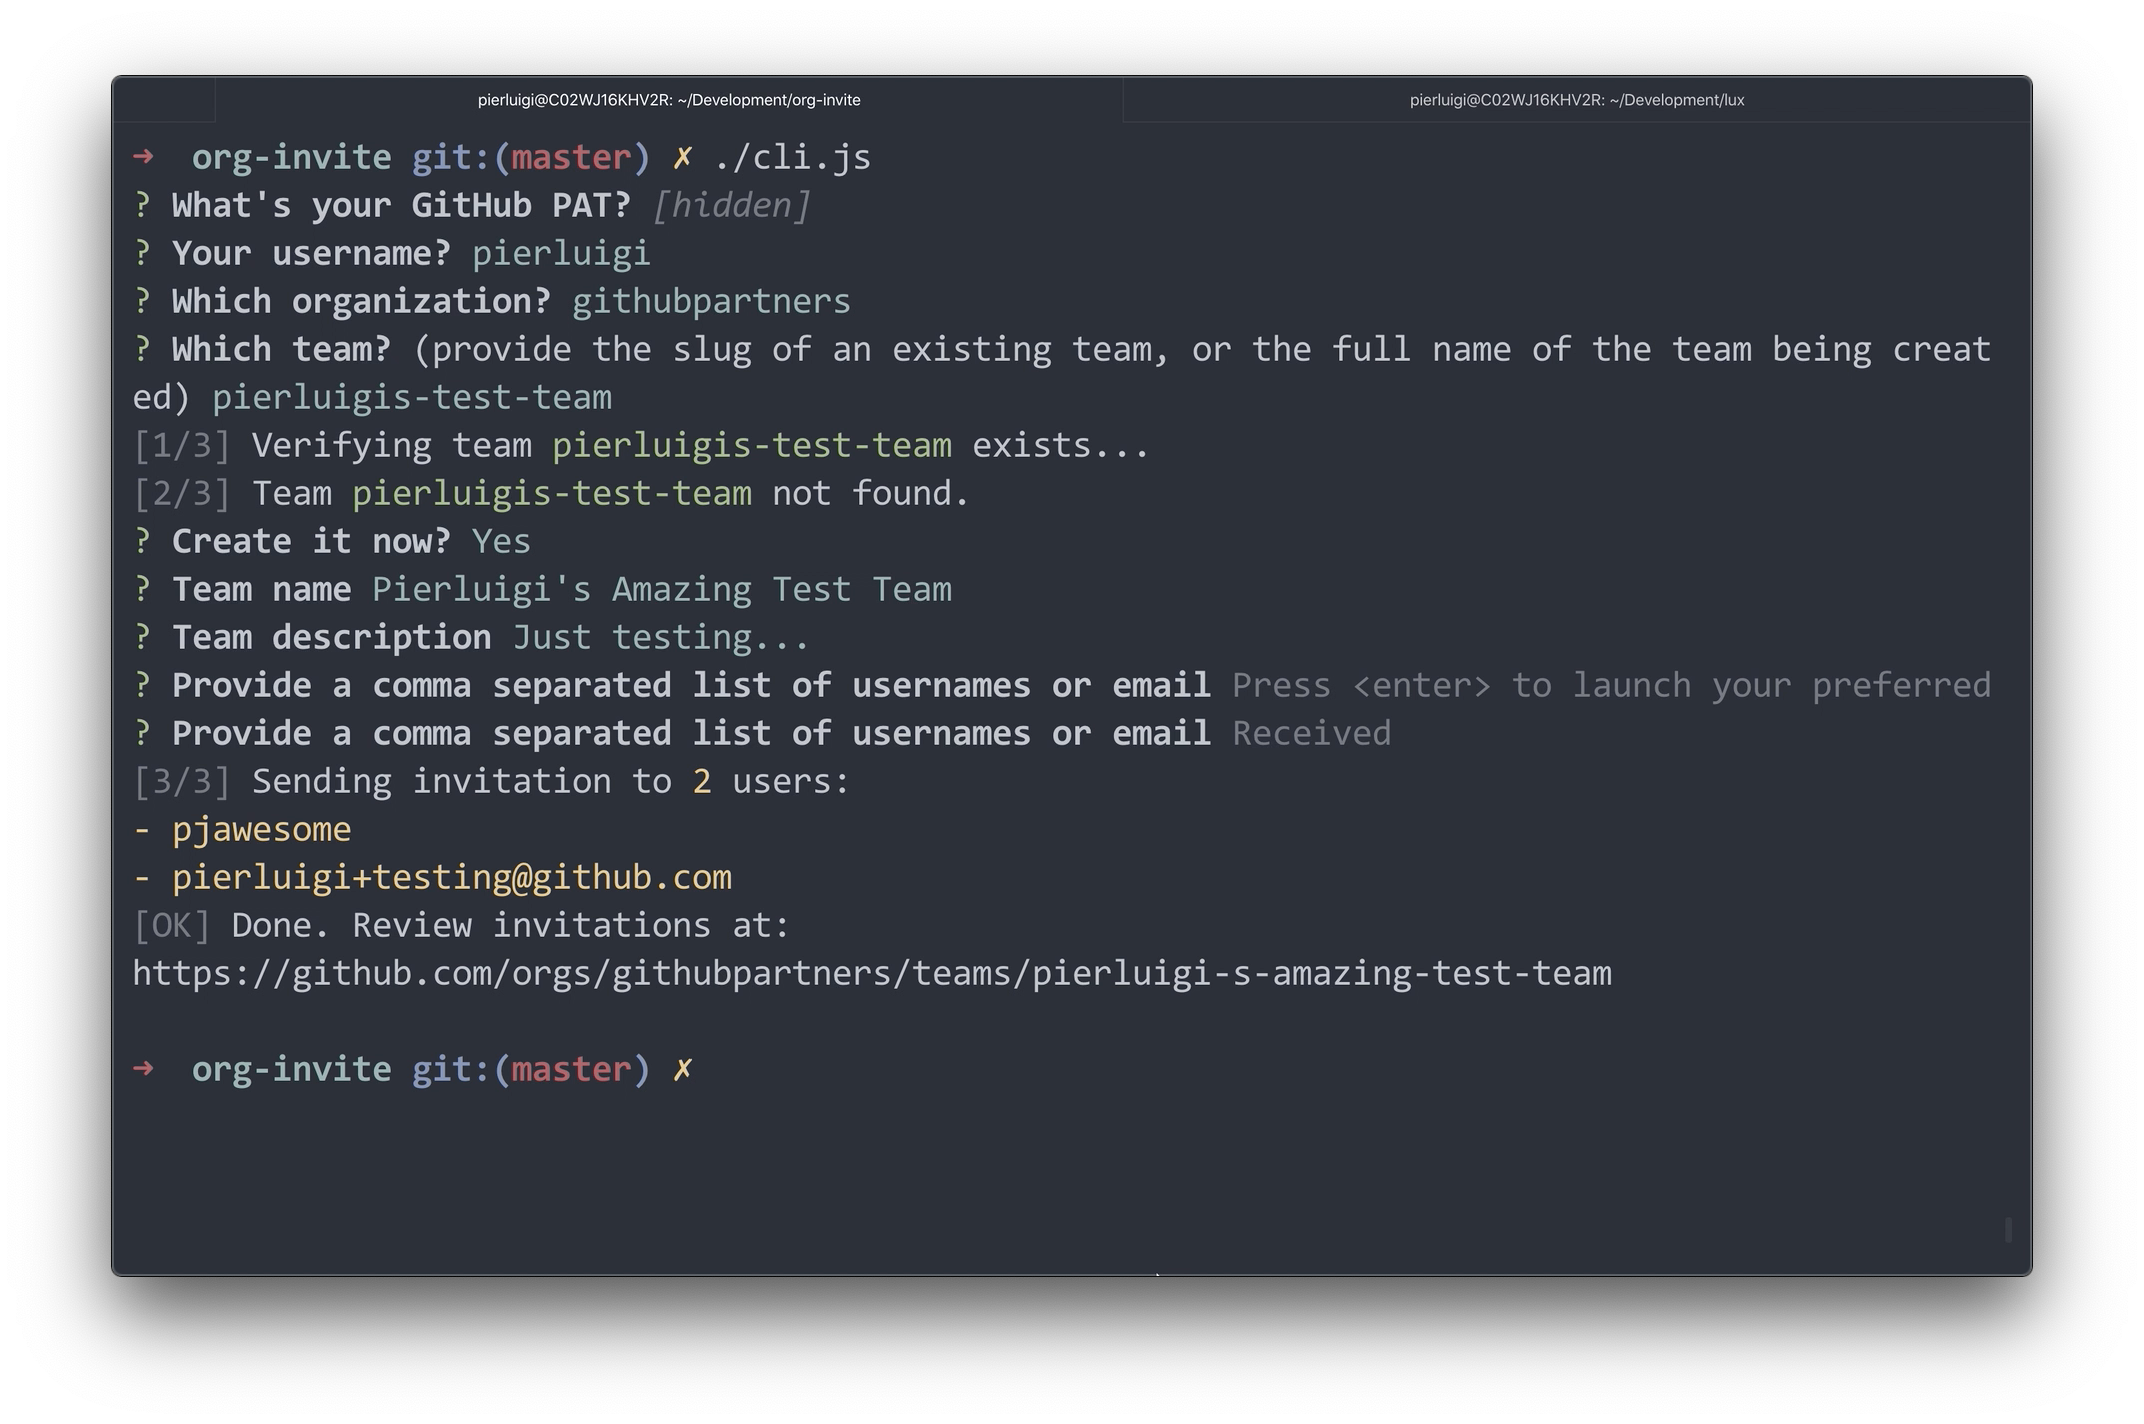 pierluigi@C02WJ16KHV2R: ~/Development/org-invite
pierluigi@C02WJ16KHV2R: ~/Development/lux
➜  org-invite git:(master) ✗ ./cli.js
? What's your GitHub PAT? [hidden]
? Your username? pierluigi
? Which organization? githubpartners
? Which team? (provide the slug of an existing team, or the full name of the team being creat
ed) pierluigis-test-team
[1/3] Verifying team pierluigis-test-team exists...
[2/3] Team pierluigis-test-team not found.
? Create it now? Yes
? Team name Pierluigi's Amazing Test Team
? Team description Just testing...
? Provide a comma separated list of usernames or email Press <enter> to launch your preferred
? Provide a comma separated list of usernames or email Received
[3/3] Sending invitation to 2 users:
- pjawesome
- pierluigi+testing@github.com
[OK] Done. Review invitations at:
https://github.com/orgs/githubpartners/teams/pierluigi-s-amazing-test-team
➜  org-invite git:(master) ✗